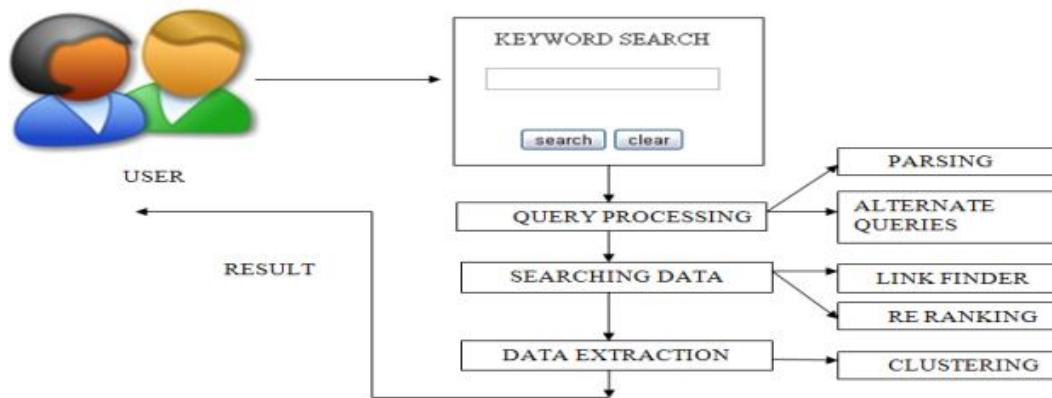 KEYWORD SEARCH
search clear
USER
PARSING
QUERY PROCESSING
ALTERNATE
QUERIES
RESULT
SEARCHING DATA
LINK FINDER
RE RANKING
DATA EXTRACTION
CLUSTERING